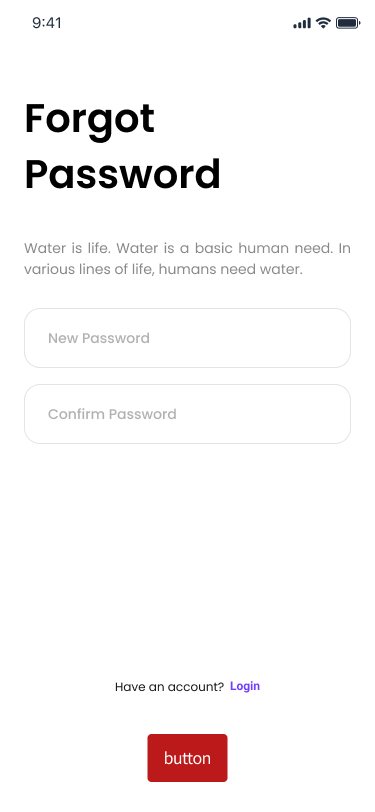 9:41
Forgot
Password
Water is life. Water is a basic human need. In
various lines of life, humans need water.
New Password
Confirm Password
Have an account? Login
button